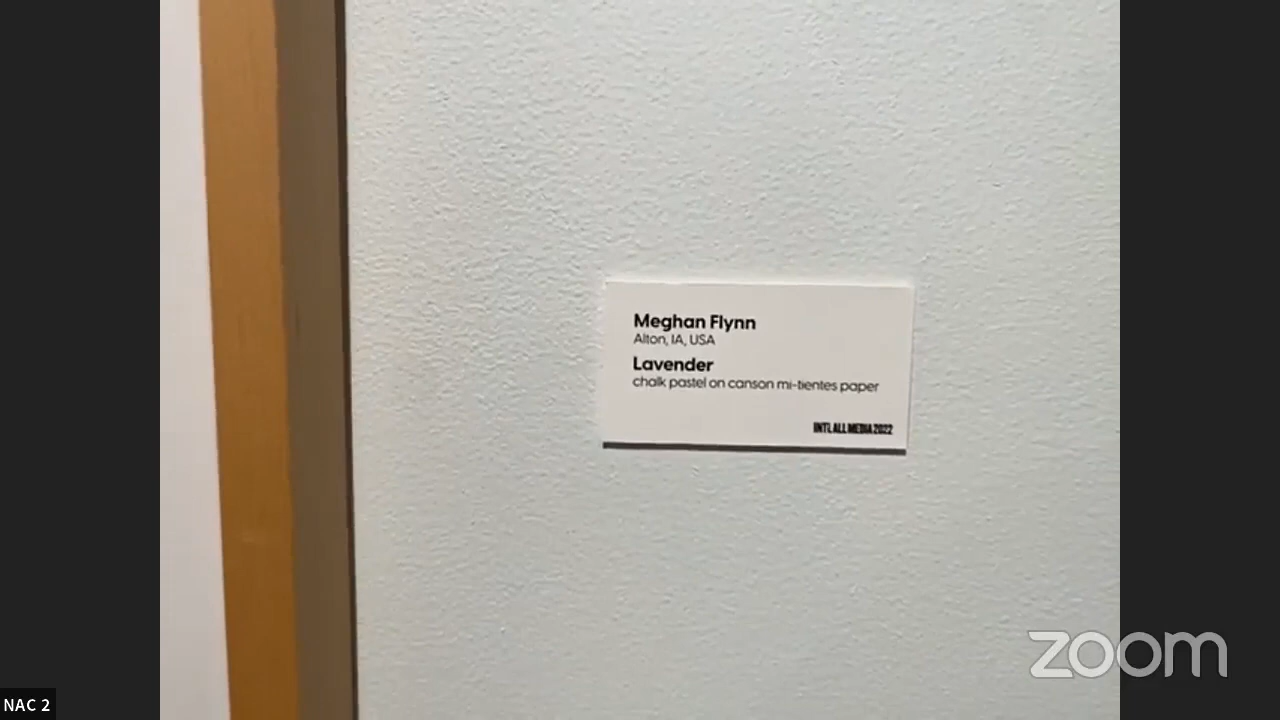 Meghan Flynn
Alton, IA, USA
Lavender
chalk pastel on canson mi-tientes paper
INTL ALL MEDIA 2022
zoom
NAC 2